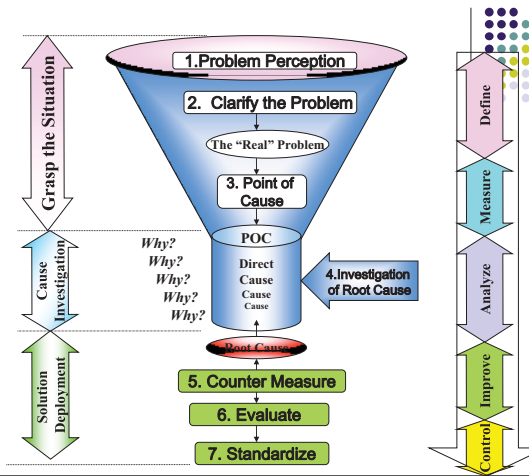 Grasp the Situation
Cause
Investigation
Solution
Deployment
1.Problem Perception
2. Clarify the Problem
The "Real" Problem
3. Point of
Cause
POC
Why?
Why?
Why?
Why?
Why?
Direct
Cause
Cause
Cause
4.Investigation
of Root Cause
Root Cause
5. Counter Measure
6. Evaluate
7. Standardize
Define
Measure
Analyze
Improve
Control